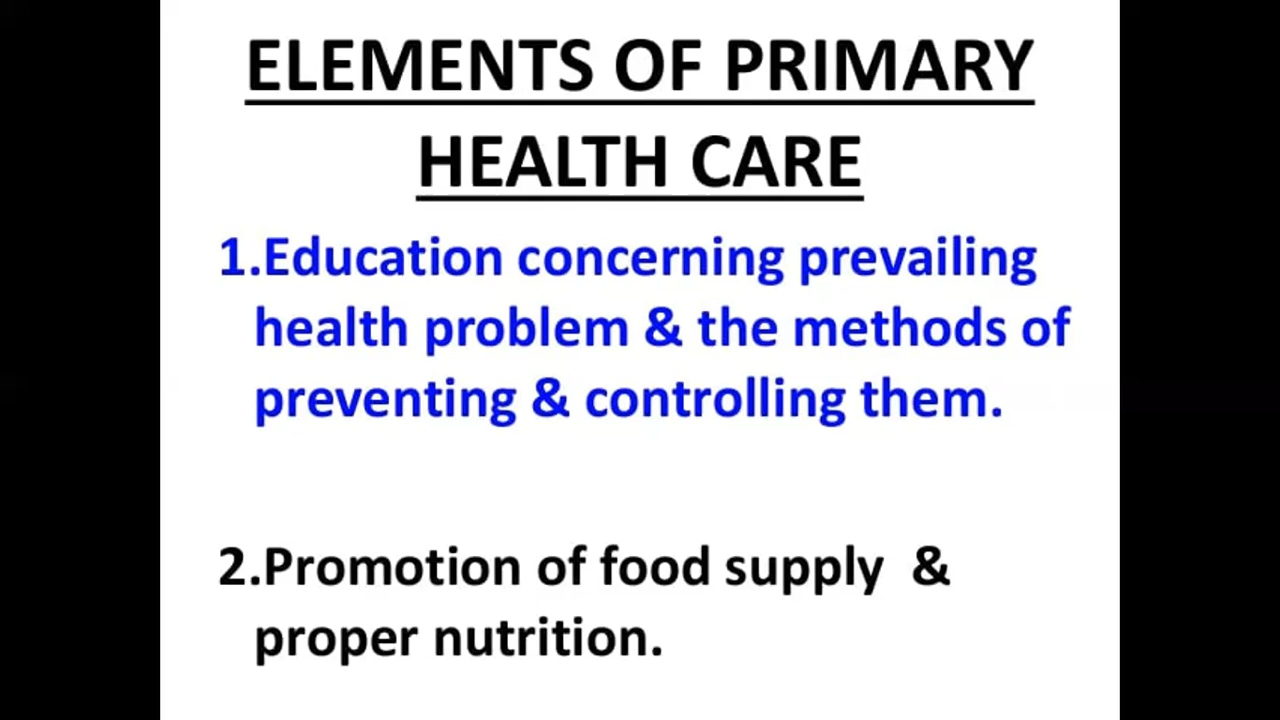 ELEMENTS OF PRIMARY
HEALTH CARE
1.Education concerning prevailing
health problem & the methods of
preventing & controlling them.
2.Promotion of food supply &
proper nutrition.